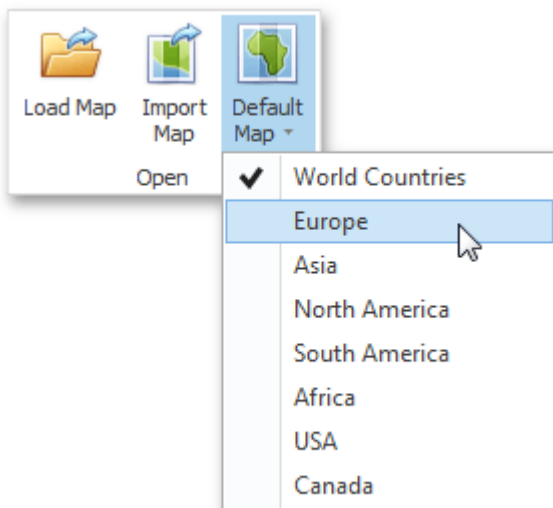 Load Map
Import
Map
Default
Map
Open
World Countries
Europe
Asia
North America
South America
Africa
USA
Canada